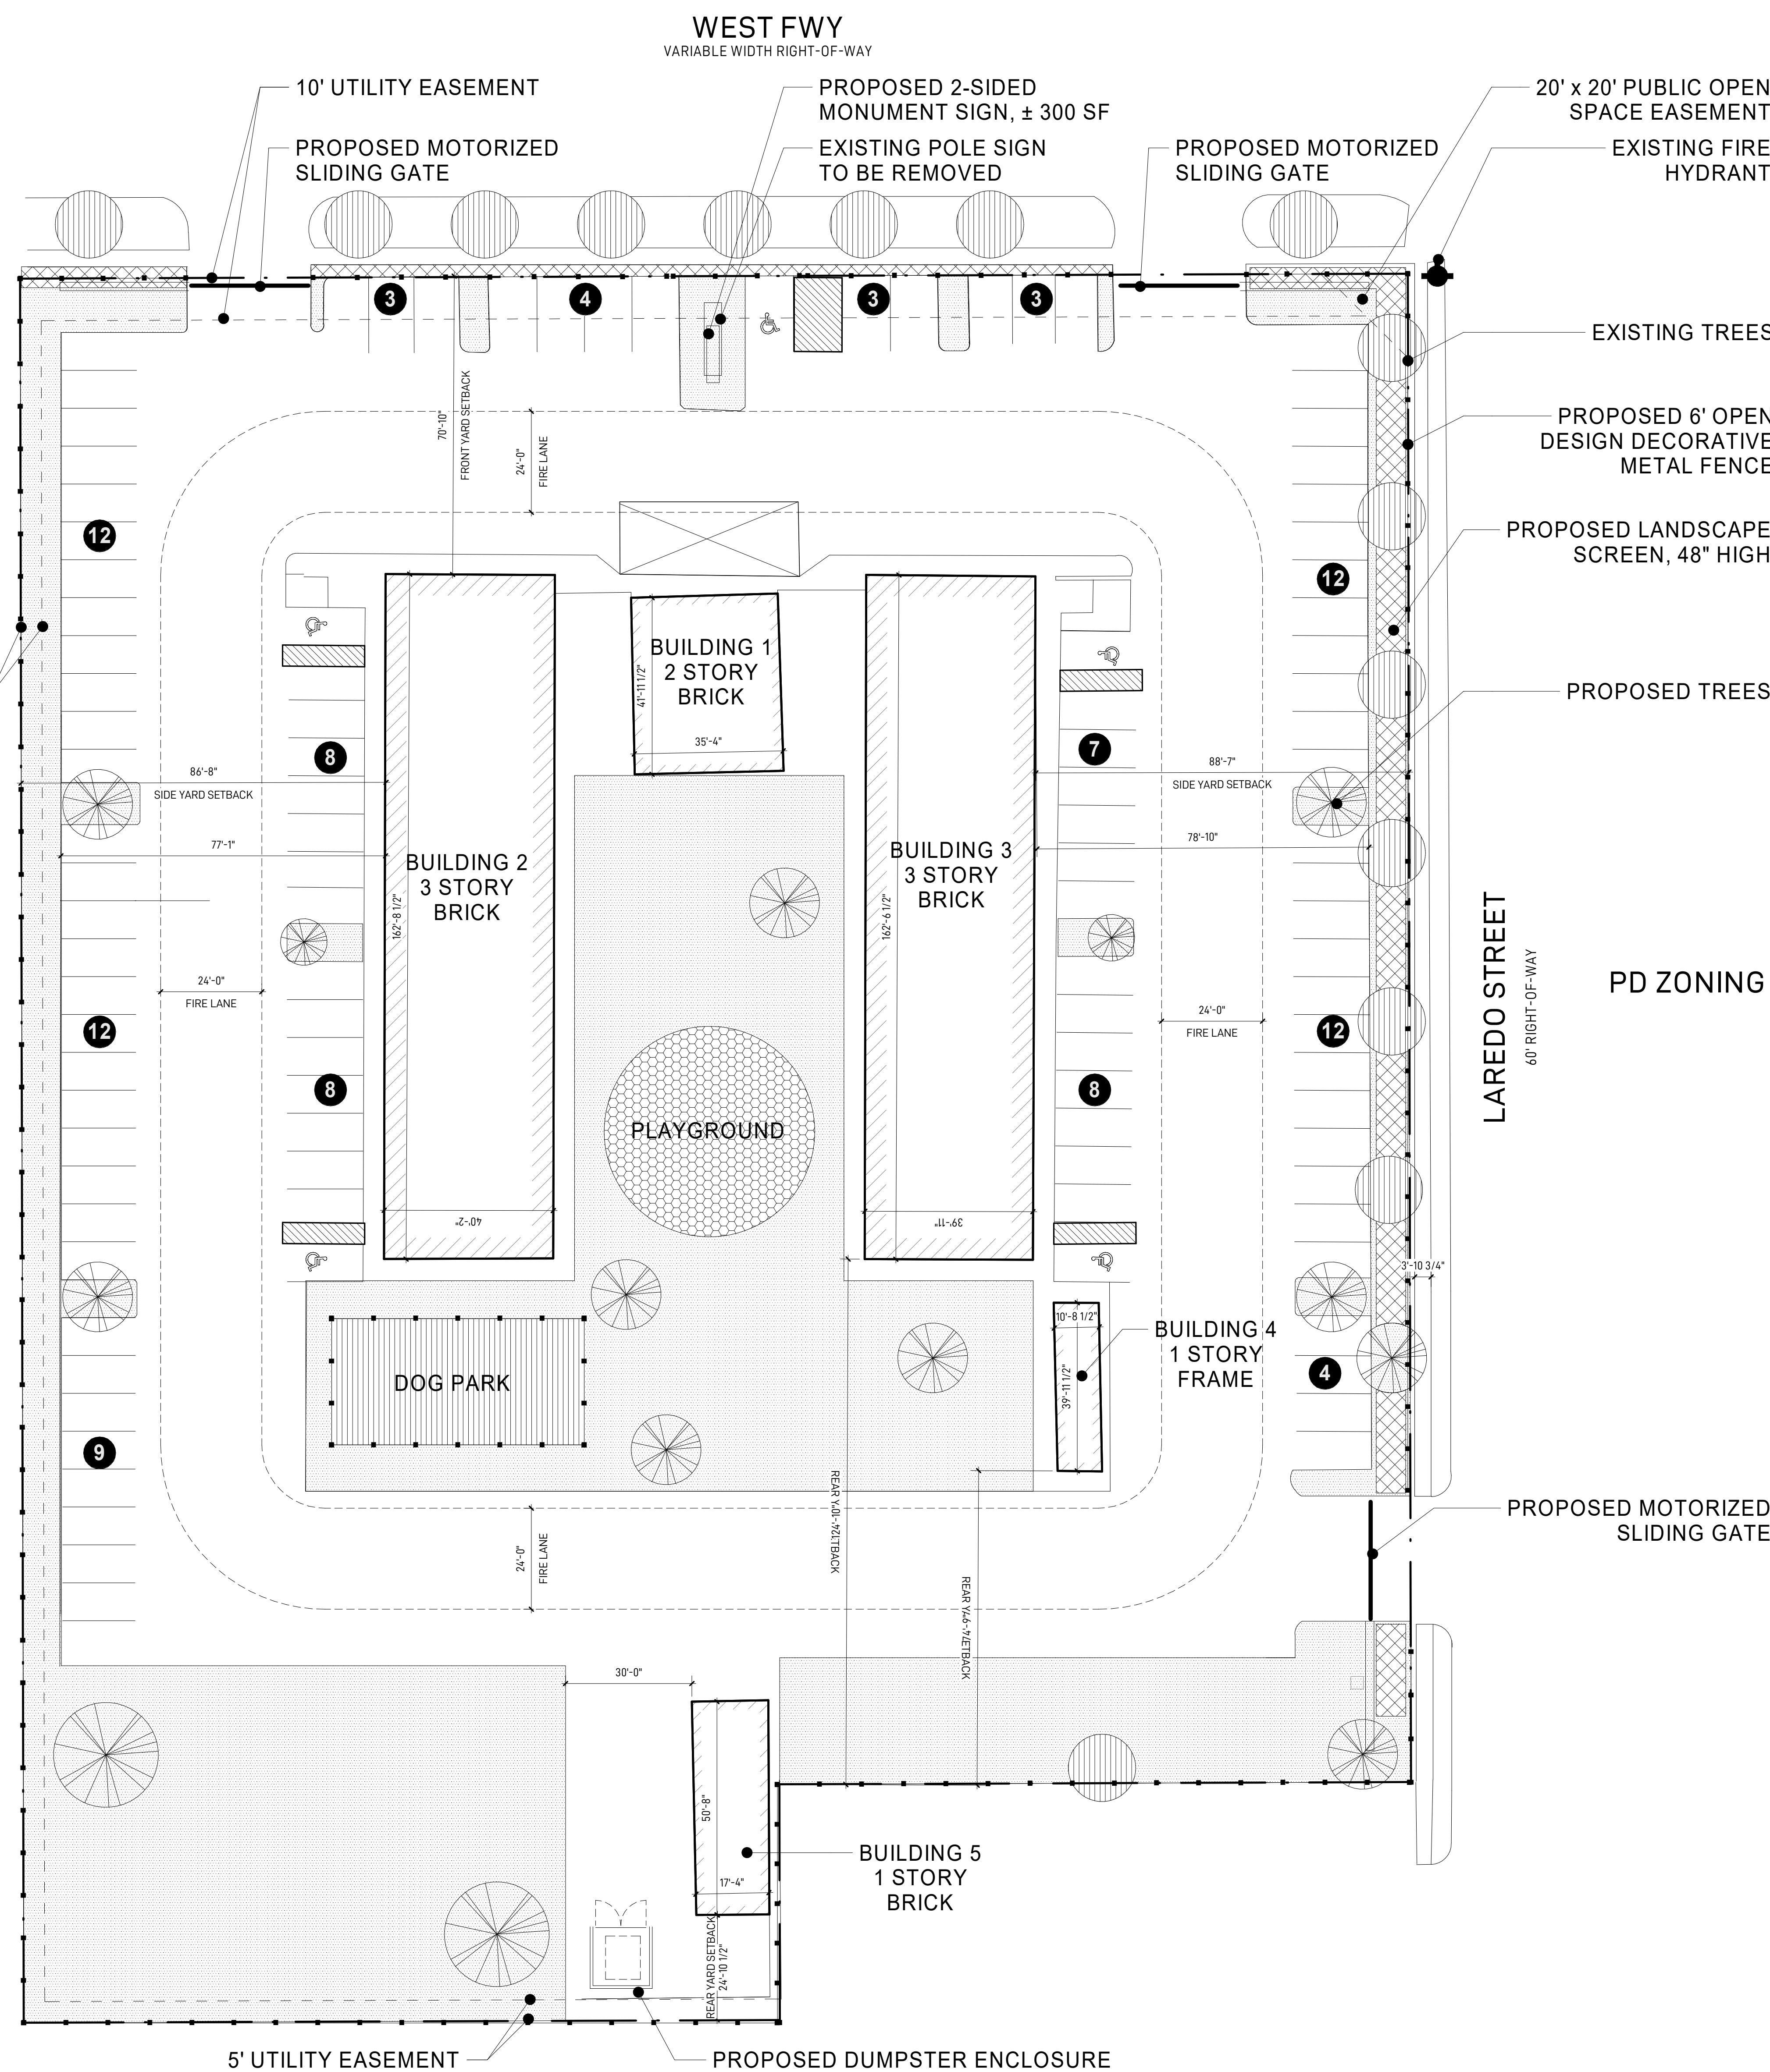 WEST FWY
VARIABLE WIDTH RIGHT-OF-WAY
10' UTILITY EASEMENT
PROPOSED MOTORIZED
SLIDING GATE
PROPOSED 2-SIDED
MONUMENT SIGN, ± 300 SF
EXISTING POLE SIGN
TO BE REMOVED
PROPOSED MOTORIZED
SLIDING GATE
20' x 20' PUBLIC OPEN
SPACE EASEMENT
EXISTING FIRE
HYDRANT
3
4
3
3
EXISTING TREES
PROPOSED 6' OPEN
DESIGN DECORATIVE
METAL FENCE
PROPOSED LANDSCAPE
SCREEN, 48" HIGH
PROPOSED TREES
70'-10"
FRONT YARD SETBACK
24'-0"
FIRE LANE
12
12
BUILDING 1
2 STORY
BRICK
41'-11 1/2"
35'-4"
8
7
86'-8"
SIDE YARD SETBACK
88'-7"
SIDE YARD SETBACK
77'-1"
78'-10"
BUILDING 2
3 STORY
BRICK
162'-8 1/2"
BUILDING 3
3 STORY
BRICK
162'-6 1/2"
24'-0"
FIRE LANE
24'-0"
FIRE LANE
12
12
8
8
LAREDO STREET
60' RIGHT-OF-WAY
PD ZONING
PLAYGROUND
40'-2"
39'-11"
3'-10 3/4"
10'-8 1/2"
39'-11 1/2"
BUILDING 4
1 STORY
FRAME
DOG PARK
4
9
24'-0"
FIRE LANE
REAR Y
124'-10"
TBACK
REAR Y
74'-9
ETBACK
PROPOSED MOTORIZED
SLIDING GATE
30'-0"
50'-8"
17'-4"
BUILDING 5
1 STORY
BRICK
REAR YARD SETBACK
24'-10 1/2"
5' UTILITY EASEMENT
PROPOSED DUMPSTER ENCLOSURE